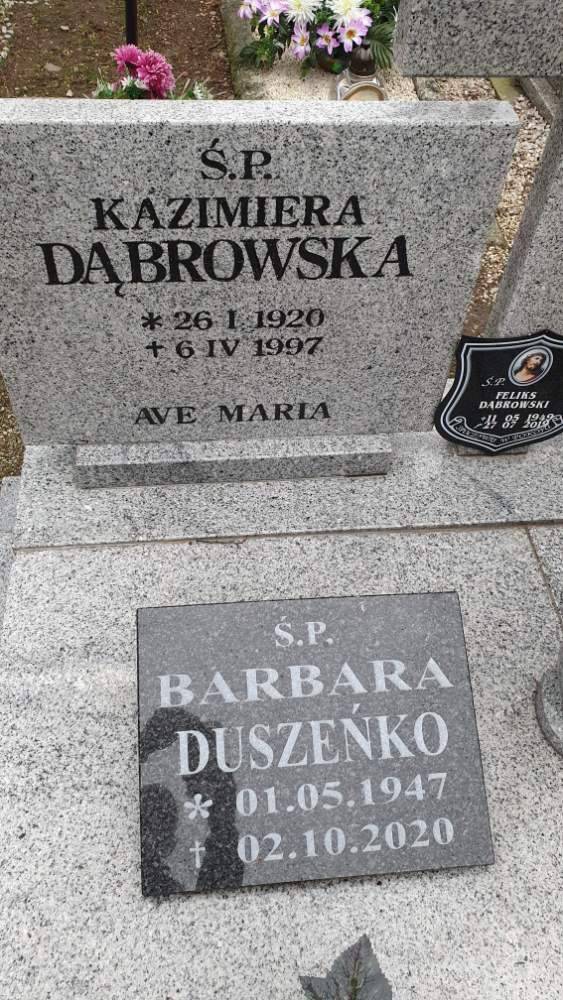 Ś.P.
KAZIMIERA
DĄBROWSKA
* 26 I 1920
+ 6 IV 1997
AVE MARIA
Ś.P.
FELIKS
DĄBROWSKI
Ś.P.
BARBARA
DUSZEŃKO
* 01.05.1947
† 02.10.2020